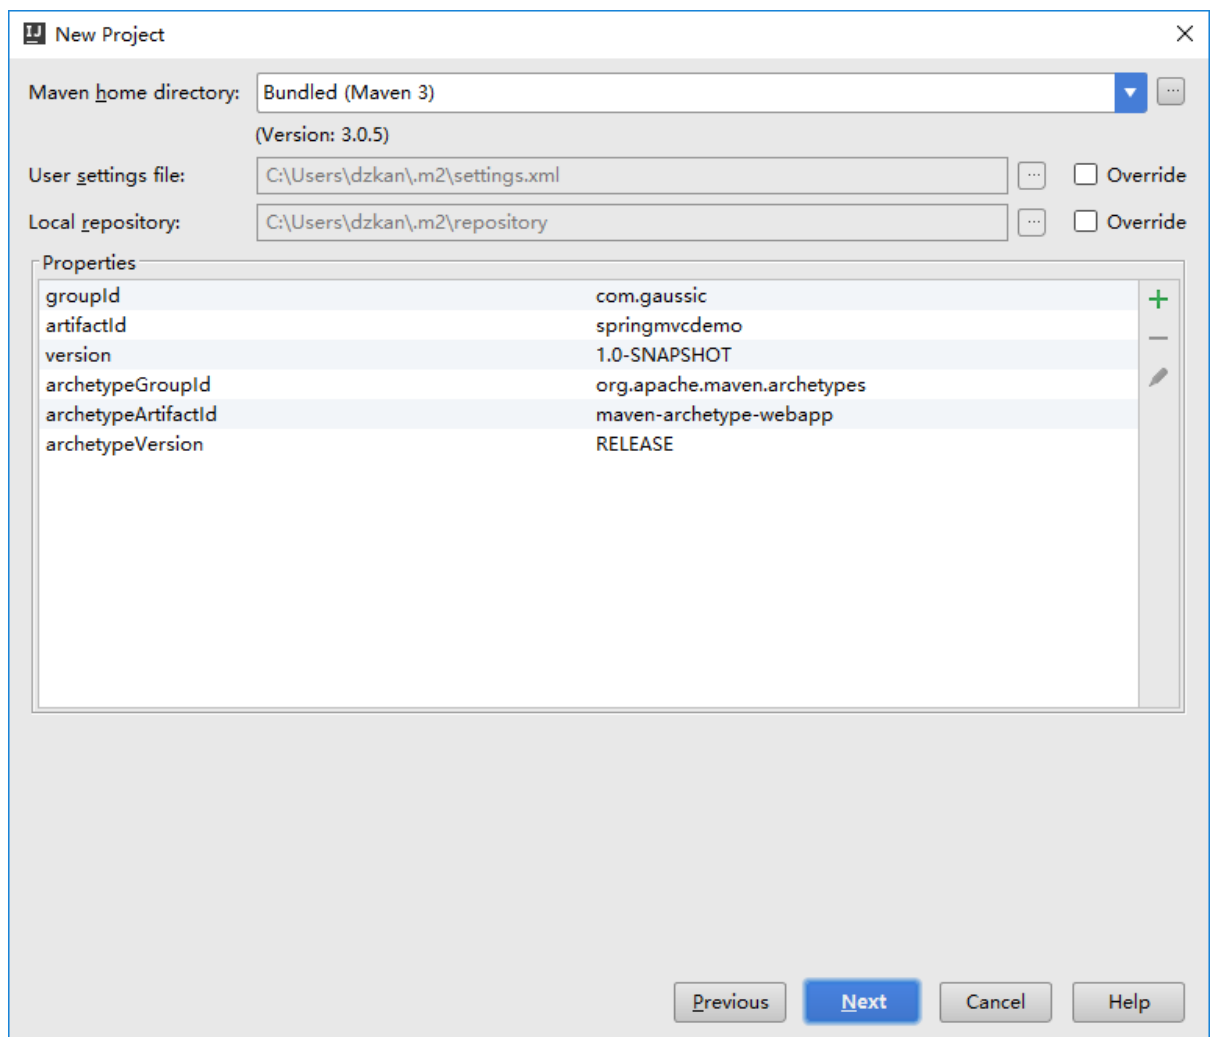 New Project
Maven home directory: Bundled (Maven 3)
(Version: 3.0.5)
User settings file: C:\Users\dzkan\.m2\settings.xml ... Override
Local repository: C:\Users\dzkan\.m2\repository ... Override
Properties
groupId com.gaussic
artifactId springmvcdemo
version 1.0-SNAPSHOT
archetypeGroupId org.apache.maven.archetypes
archetypeArtifactId maven-archetype-webapp
archetypeVersion RELEASE
Previous Next Cancel Help